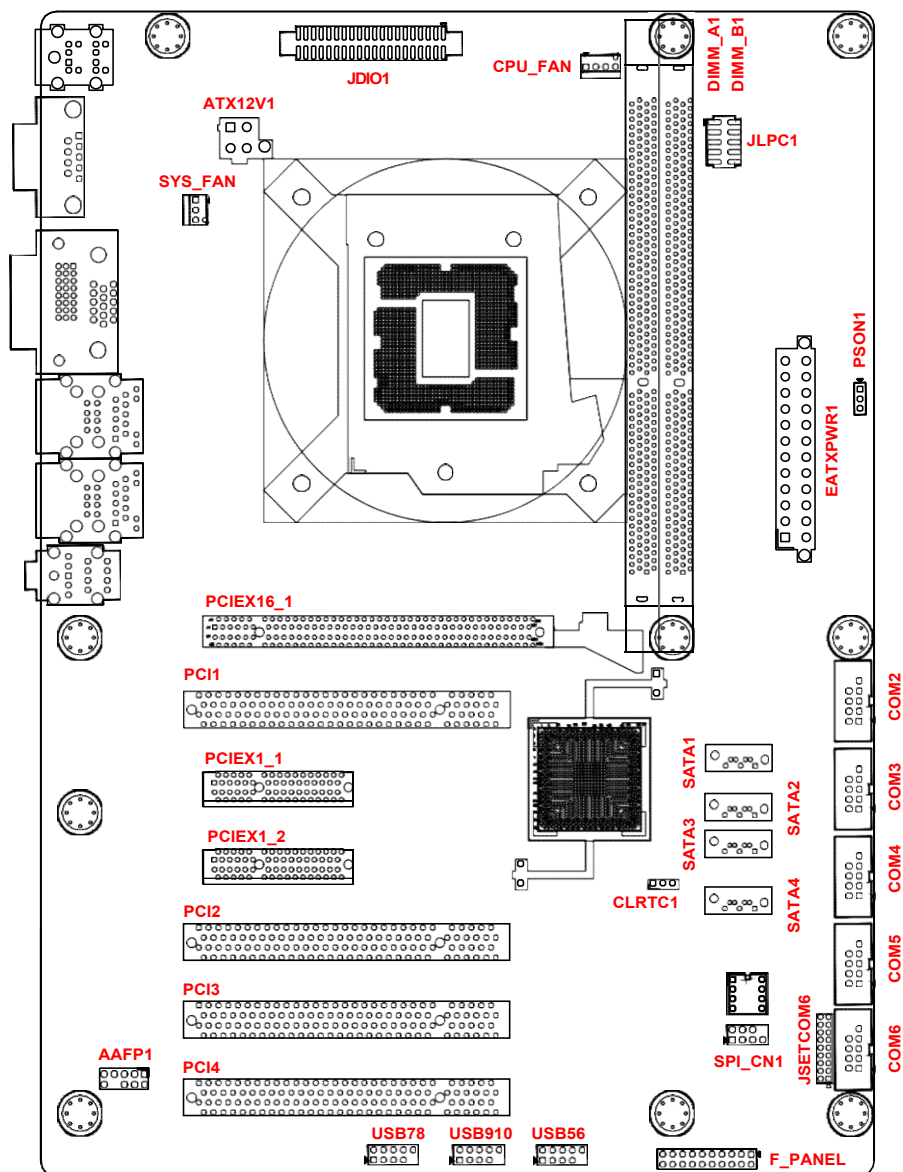 JDIO1
CPU_FAN
DIMM_A1
DIMM_B1
ATX12V1
JLPC1
SYS_FAN
PSON1
EATXPWR1
PCIEX16_1
PCI1
COM2
SATA1
PCIEX1_1
COM3
SATA2
SATA3
PCIEX1_2
COM4
CLRTC1
SATA4
PCI2
COM5
PCI3
SPI_CN1
JSETCOM6
COM6
AAFP1
PCI4
USB78
USB910
USB56
F_PANEL